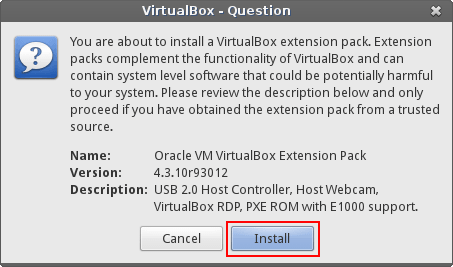 VirtualBox - Question
You are about to install a VirtualBox extension pack. Extension
packs complement the functionality of VirtualBox and can
contain system level software that could be potentially harmful
to your system. Please review the description below and only
proceed if you have obtained the extension pack from a trusted
source.
Name: Oracle VM VirtualBox Extension Pack
Version: 4.3.10r93012
Description: USB 2.0 Host Controller, Host Webcam,
VirtualBox RDP, PXE ROM with E1000 support.
Cancel Install